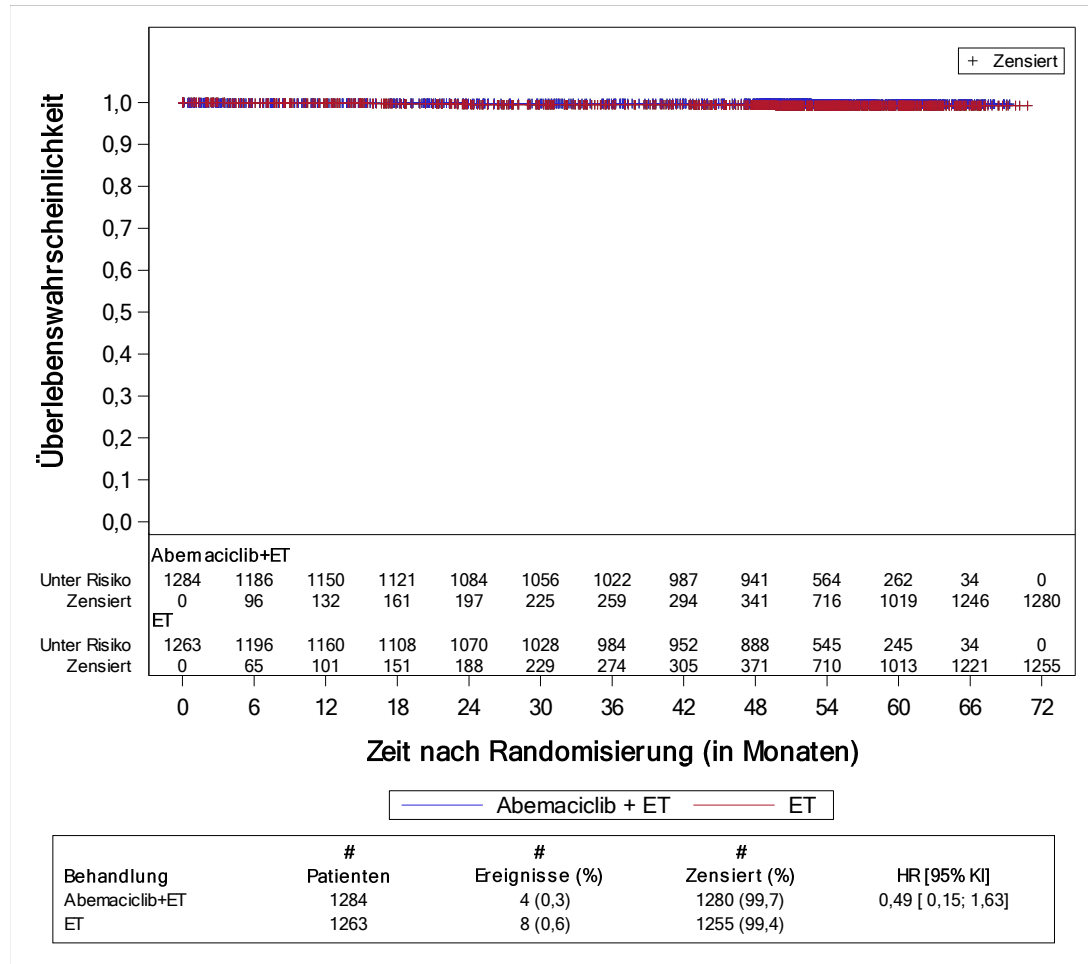 + Zensiert
Überlebenswahrscheinlichkeit
1,0
0,9
0,8
0,7
0,6
0,5
0,4
0,3
0,2
0,1
0,0
Abemaciclib+ET
Unter Risiko 1284 1186 1150 1121 1084 1056 1022 987 941 564 262 34 0
Zensiert 0 96 132 161 197 225 259 294 341 716 1019 1246 1280
ET
Unter Risiko 1263 1196 1160 1108 1070 1028 984 952 888 545 245 34 0
Zensiert 0 65 101 151 188 229 274 305 371 710 1013 1221 1255
0 6 12 18 24 30 36 42 48 54 60 66 72
Zeit nach Randomisierung (in Monaten)
Abemaciclib + ET ET
# # #
Behandlung Patienten Ereignisse (%) Zensiert (%) HR [95% KI]
Abemaciclib+ET 1284 4 (0,3) 1280 (99,7) 0,49 [ 0,15; 1,63]
ET 1263 8 (0,6) 1255 (99,4)